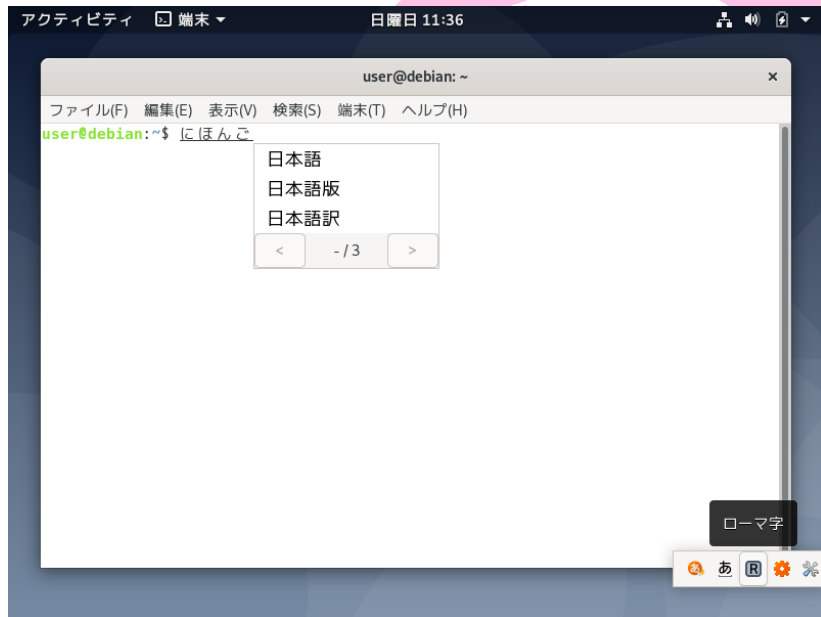 アクティビティ 端末 日曜日 11:36
user@debian: ~ ×
ファイル(F) 編集(E) 表示(V) 検索(S) 端末(T) ヘルプ(H)
user@debian:~$ にほんご
日本語
日本語版
日本語訳
< - / 3 >
ローマ字
あ あ R